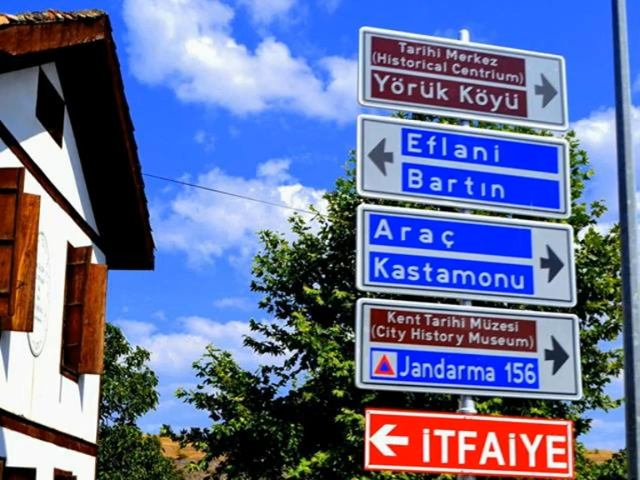 Tarihi Merkez
(Historical Centrium)
Yörük Köyü
Eflani
Bartın
Araç
Kastamonu
Kent Tarihi Müzesi
(City History Museum)
Jandarma 156
İTFAİYE